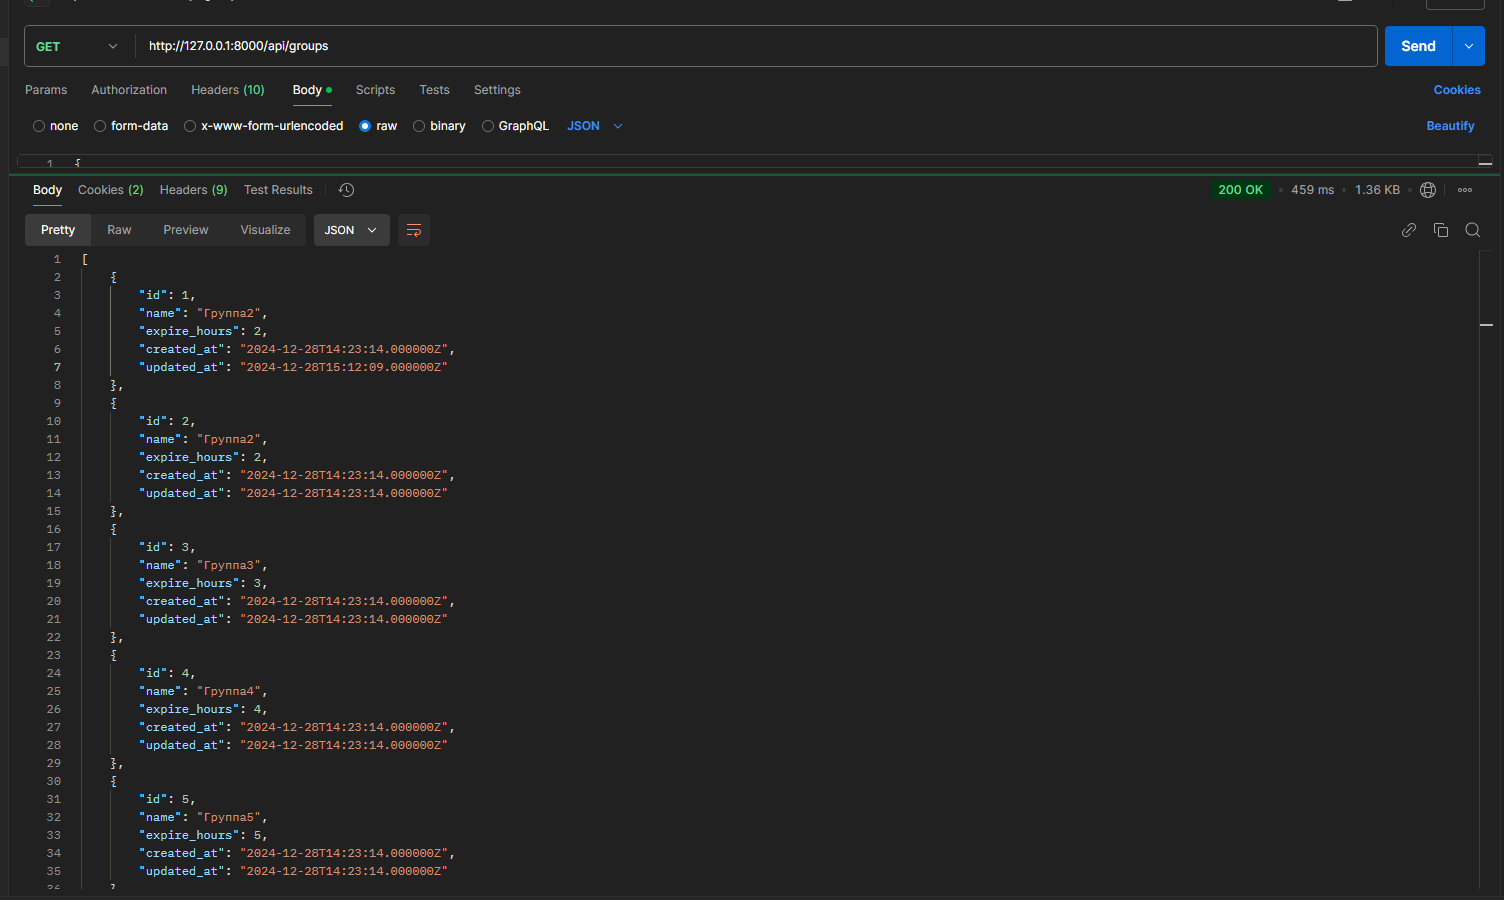 GET http://127.0.0.1:8000/api/groups Send
Params Authorization Headers (10) Body Scripts Tests Settings Cookies
none form-data x-www-form-urlencoded raw binary GraphQL JSON Beautify
1 {
Body Cookies (2) Headers (9) Test Results 200 OK 459 ms 1.36 KB
Pretty Raw Preview Visualize JSON
1 [
2 {
3 "id": 1,
4 "name": "Группа2",
5 "expire_hours": 2,
6 "created_at": "2024-12-28T14:23:14.000000Z",
7 "updated_at": "2024-12-28T15:12:09.000000Z"
8 },
9 {
10 "id": 2,
11 "name": "Группа2",
12 "expire_hours": 2,
13 "created_at": "2024-12-28T14:23:14.000000Z",
14 "updated_at": "2024-12-28T14:23:14.000000Z"
15 },
16 {
17 "id": 3,
18 "name": "Группа3",
19 "expire_hours": 3,
20 "created_at": "2024-12-28T14:23:14.000000Z",
21 "updated_at": "2024-12-28T14:23:14.000000Z"
22 },
23 {
24 "id": 4,
25 "name": "Группа4",
26 "expire_hours": 4,
27 "created_at": "2024-12-28T14:23:14.000000Z",
28 "updated_at": "2024-12-28T14:23:14.000000Z"
29 },
30 {
31 "id": 5,
32 "name": "Группа5",
33 "expire_hours": 5,
34 "created_at": "2024-12-28T14:23:14.000000Z",
35 "updated_at": "2024-12-28T14:23:14.000000Z"